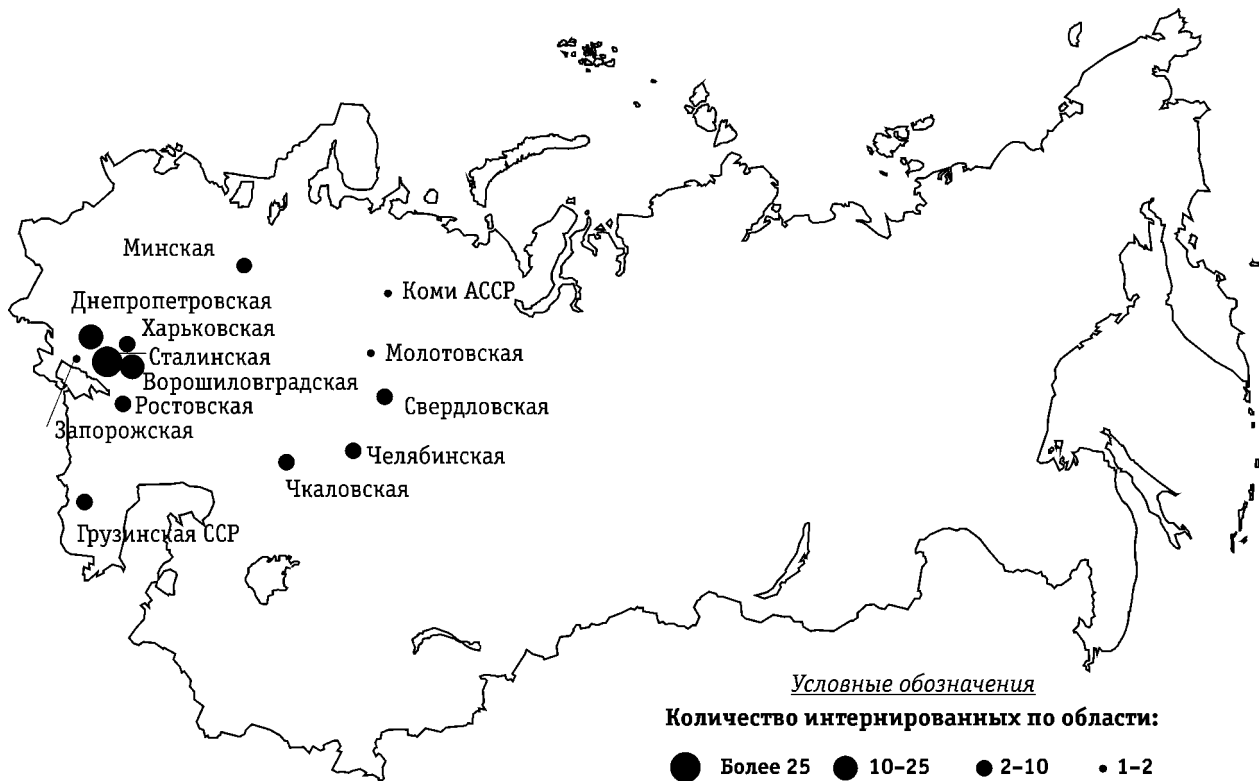 Минская
Коми АССР
Днепропетровская
Харьковская
Сталинская
Молотовская
Ворошиловградская
Ростовская
Свердловская
Запорожская
Челябинская
Чкаловская
Грузинская ССР
Условные обозначения
Количество интернированных по области:
Более 25 10–25 2–10 1–2